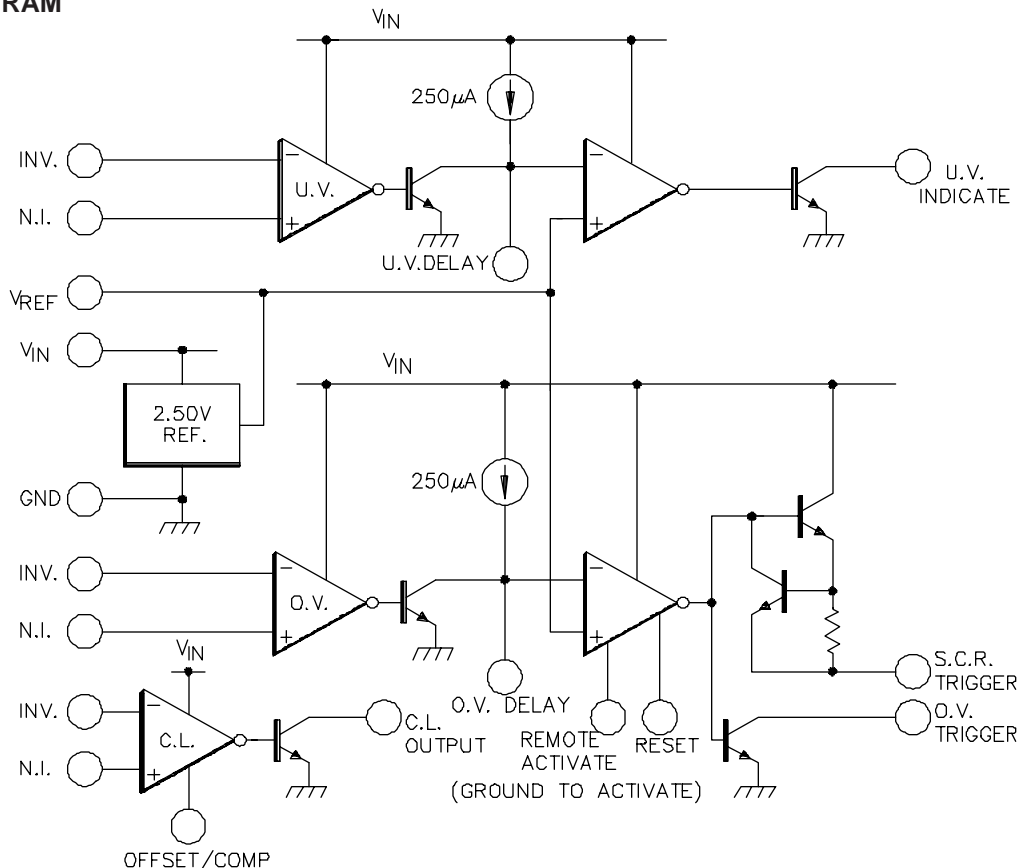 RAM
VIN
250μA
INV.
−
U.V.
−
U.V.
INDICATE
N.I.
+
+
U.V.DELAY
VREF
VIN
VIN
2.50V
REF.
250μA
GND
INV.
−
O.V.
−
N.I.
+
+
VIN
S.C.R.
TRIGGER
O.V. DELAY
INV.
−
C.L.
C.L.
OUTPUT
REMOTE
ACTIVATE
RESET
O.V.
TRIGGER
N.I.
+
(GROUND TO ACTIVATE)
OFFSET/COMP